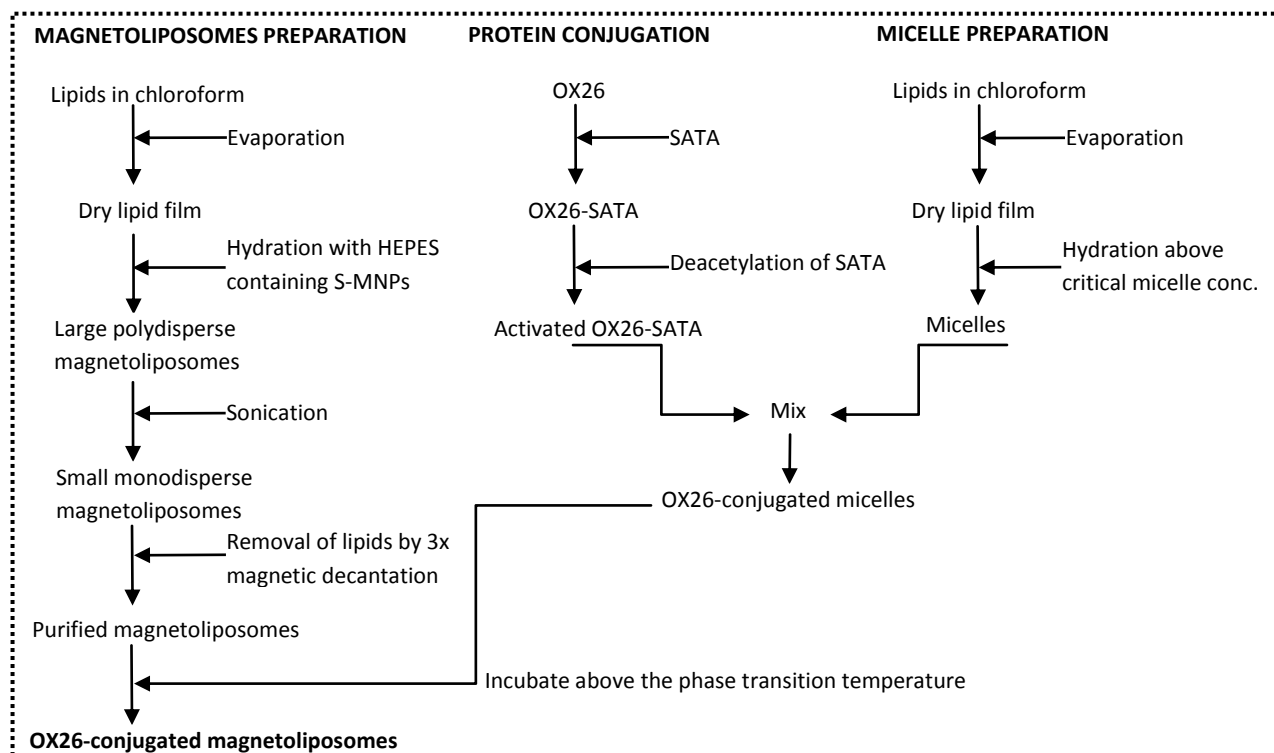 MAGNETOLIPOSOMES PREPARATION
Lipids in chloroform
Evaporation
Dry lipid film
Hydration with HEPES
containing S-MNPs
Large polydisperse
magnetoliposomes
Sonication
Small monodisperse
magnetoliposomes
Removal of lipids by 3x
magnetic decantation
Purified magnetoliposomes
PROTEIN CONJUGATION
OX26
SATA
OX26-SATA
Deacetylation of SATA
Activated OX26-SATA
MICELLE PREPARATION
Lipids in chloroform
Evaporation
Dry lipid film
Hydration above
critical micelle conc.
Micelles
Mix
OX26-conjugated micelles
Incubate above the phase transition temperature
OX26-conjugated magnetoliposomes